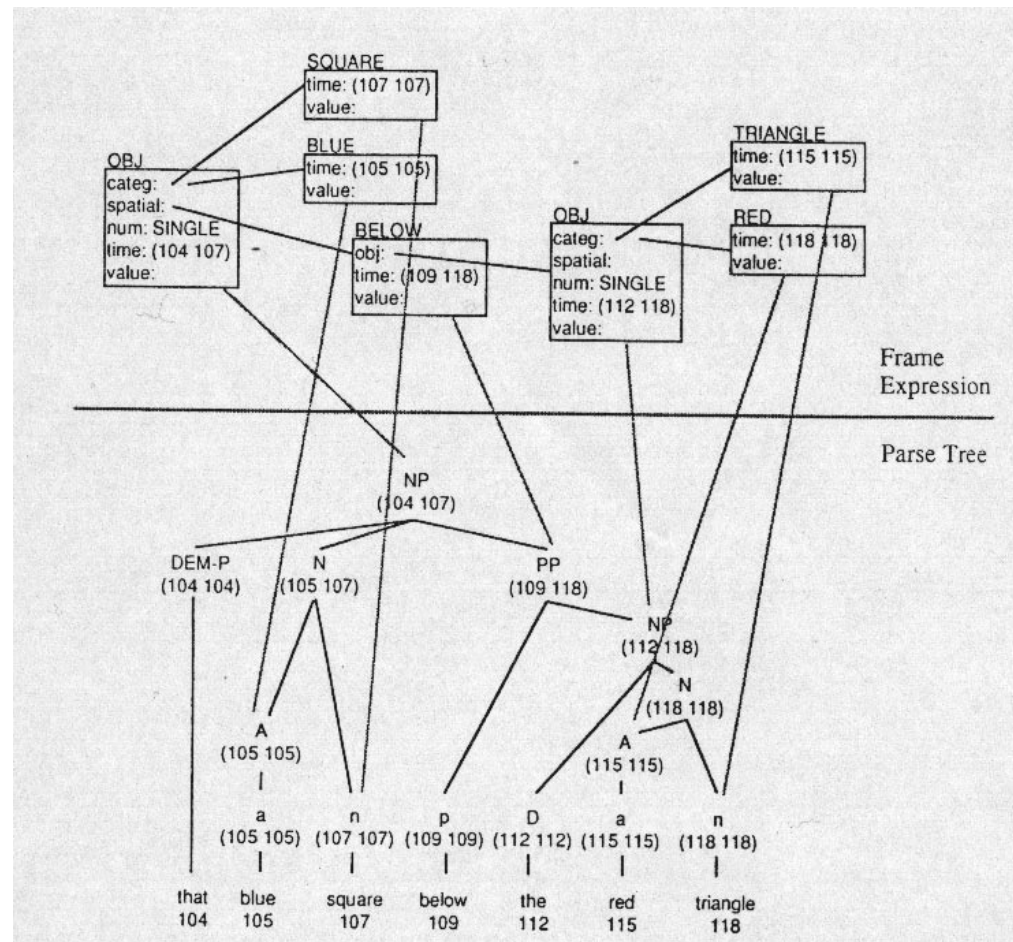 SQUARE
time: (107 107)
value:
BLUE
time: (105 105)
value:
OBJ
categ:
spatial:
num: SINGLE
time: (104 107)
value:
BELOW
obj:
time: (109 118)
value:
TRIANGLE
time: (115 115)
value:
RED
time: (118 118)
value:
OBJ
categ:
spatial:
num: SINGLE
time: (112 118)
value:
Frame
Expression
Parse Tree
NP
(104 107)
DEM-P N PP
(104 104) (105 107) (109 118)
NP
(112 118)
N
(118 118)
A
(105 105)
A
(115 115)
a n p D a n
(105 105) (107 107) (109 109) (112 112) (115 115) (118 118)
that blue square below the red triangle
104 105 107 109 112 115 118